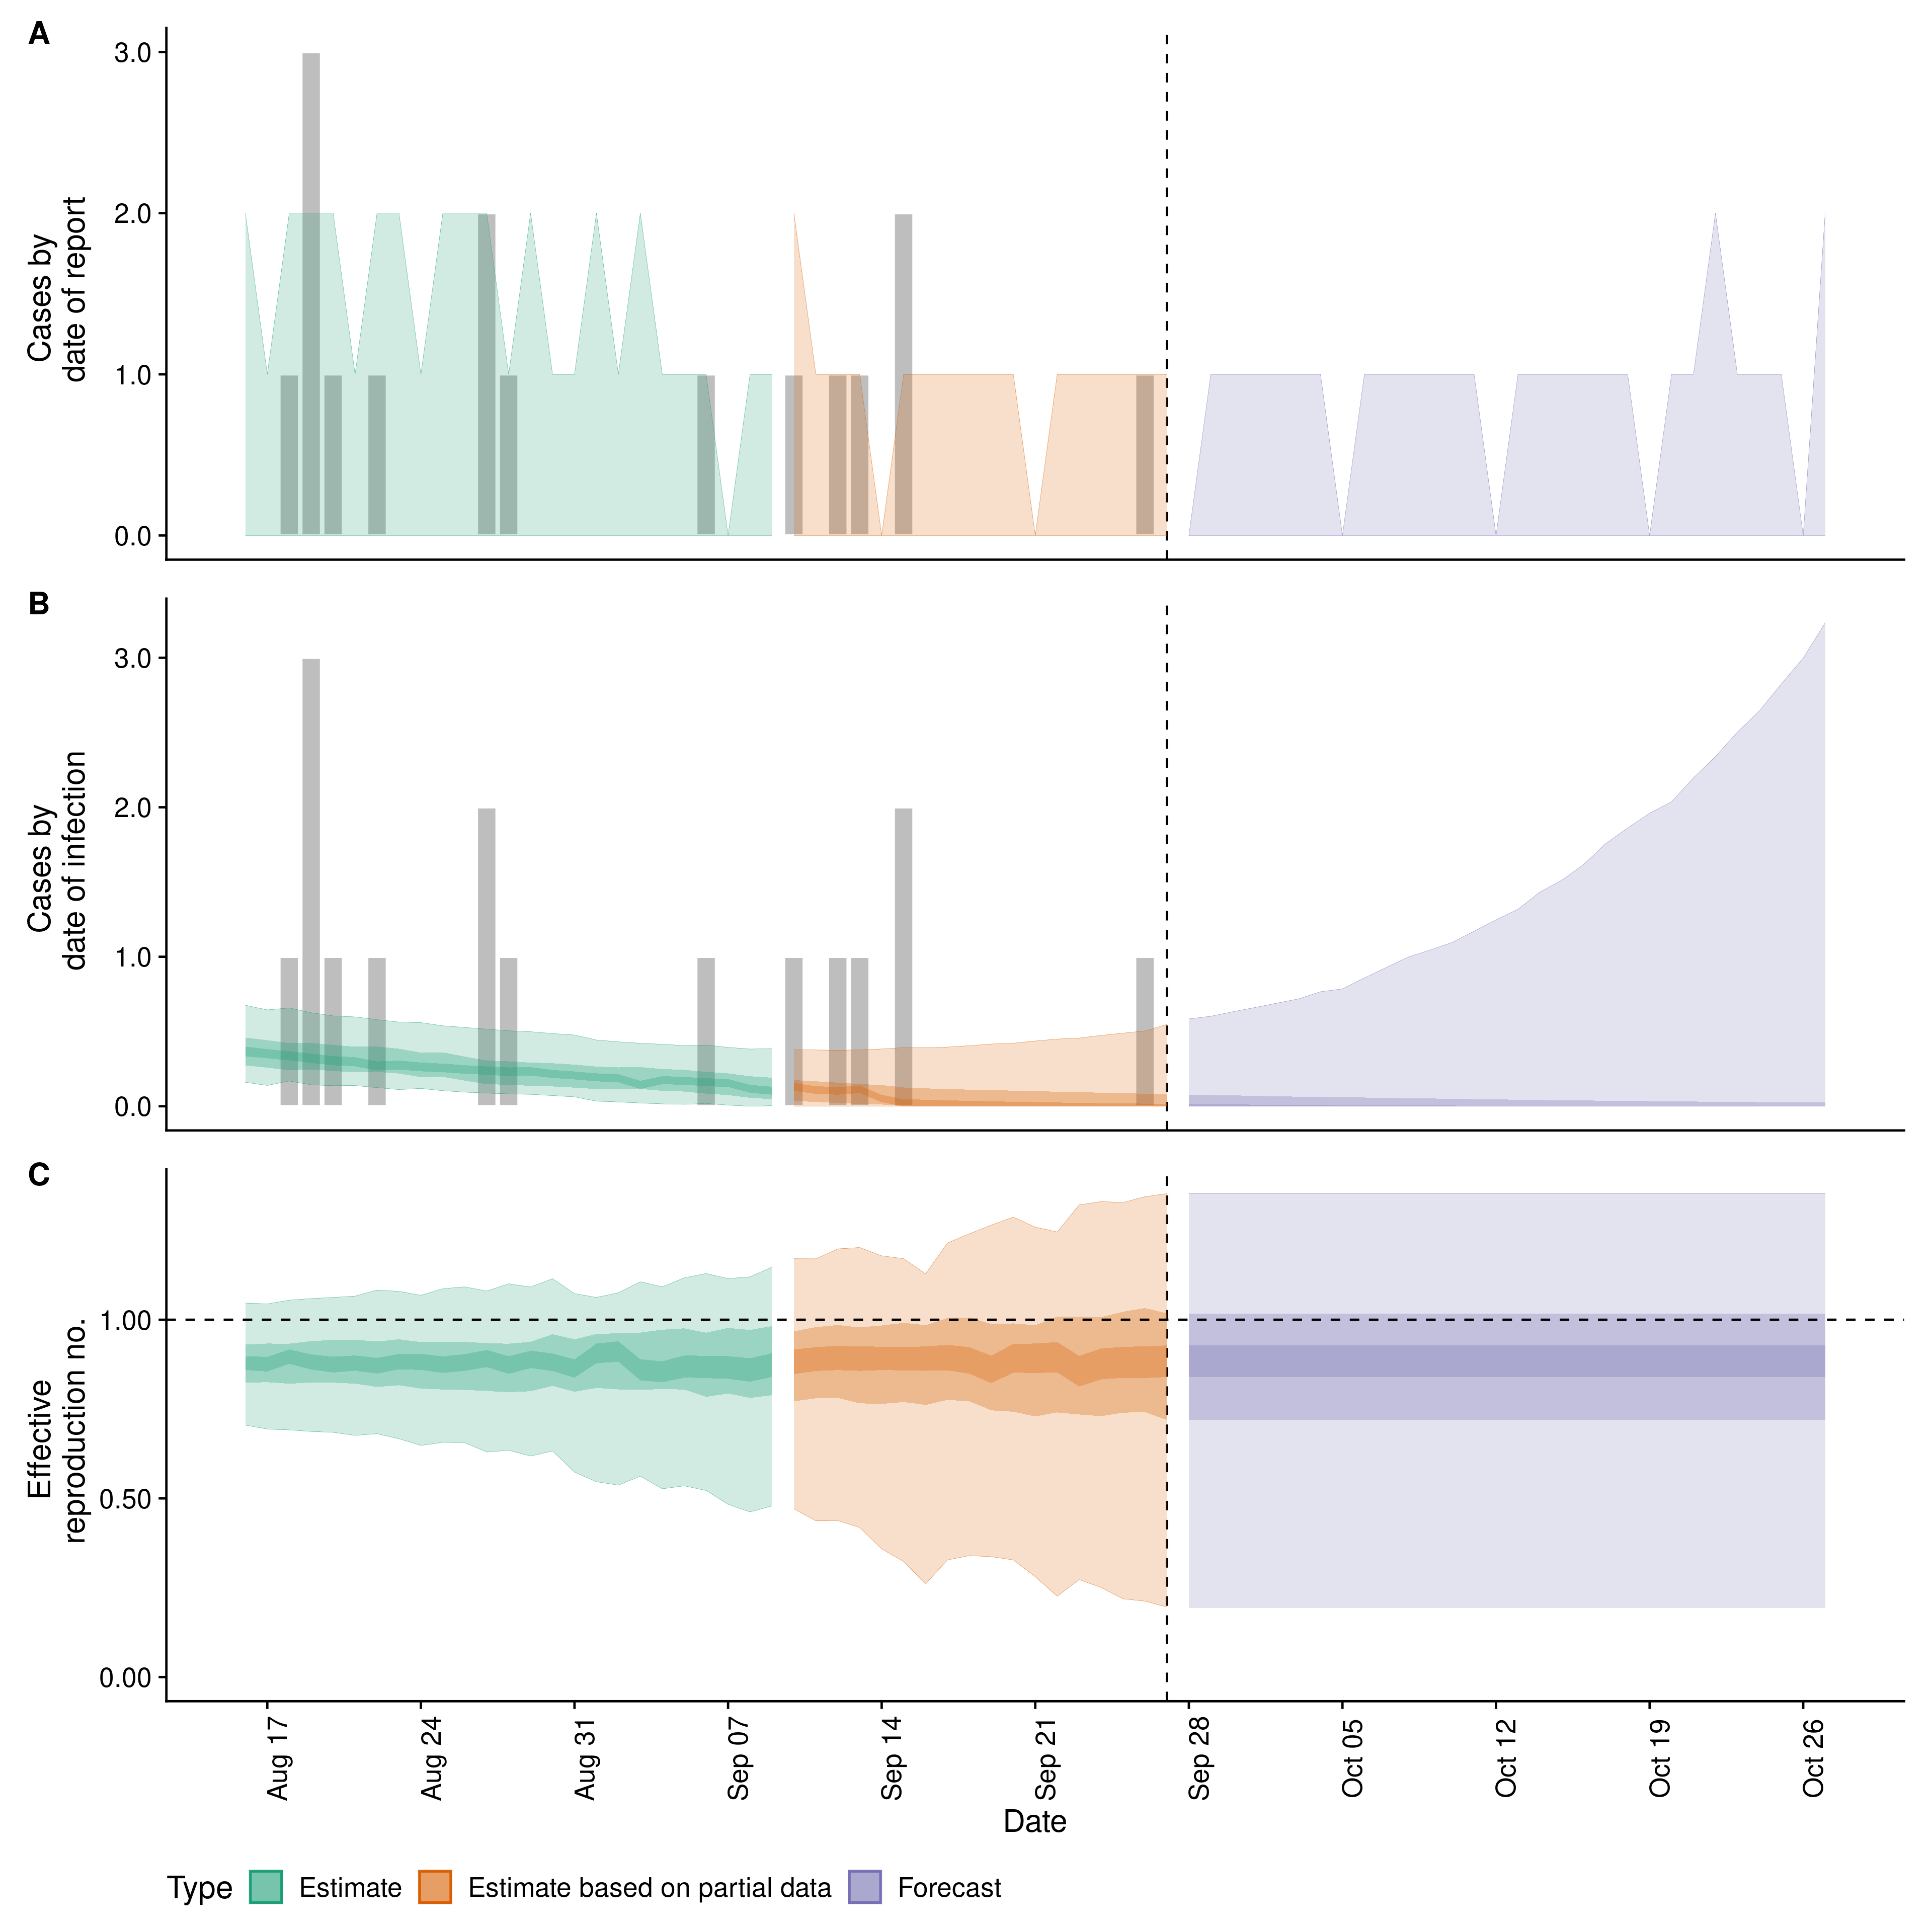 A
3.0
2.0
1.0
0.0
Cases by
date of report
B
3.0
2.0
1.0
0.0
Cases by
date of infection
C
1.00
0.50
0.00
Effective
reproduction no.
Aug 17
Aug 24
Aug 31
Sep 07
Sep 14
Sep 21
Sep 28
Oct 05
Oct 12
Oct 19
Oct 26
Date
Type Estimate Estimate based on partial data Forecast